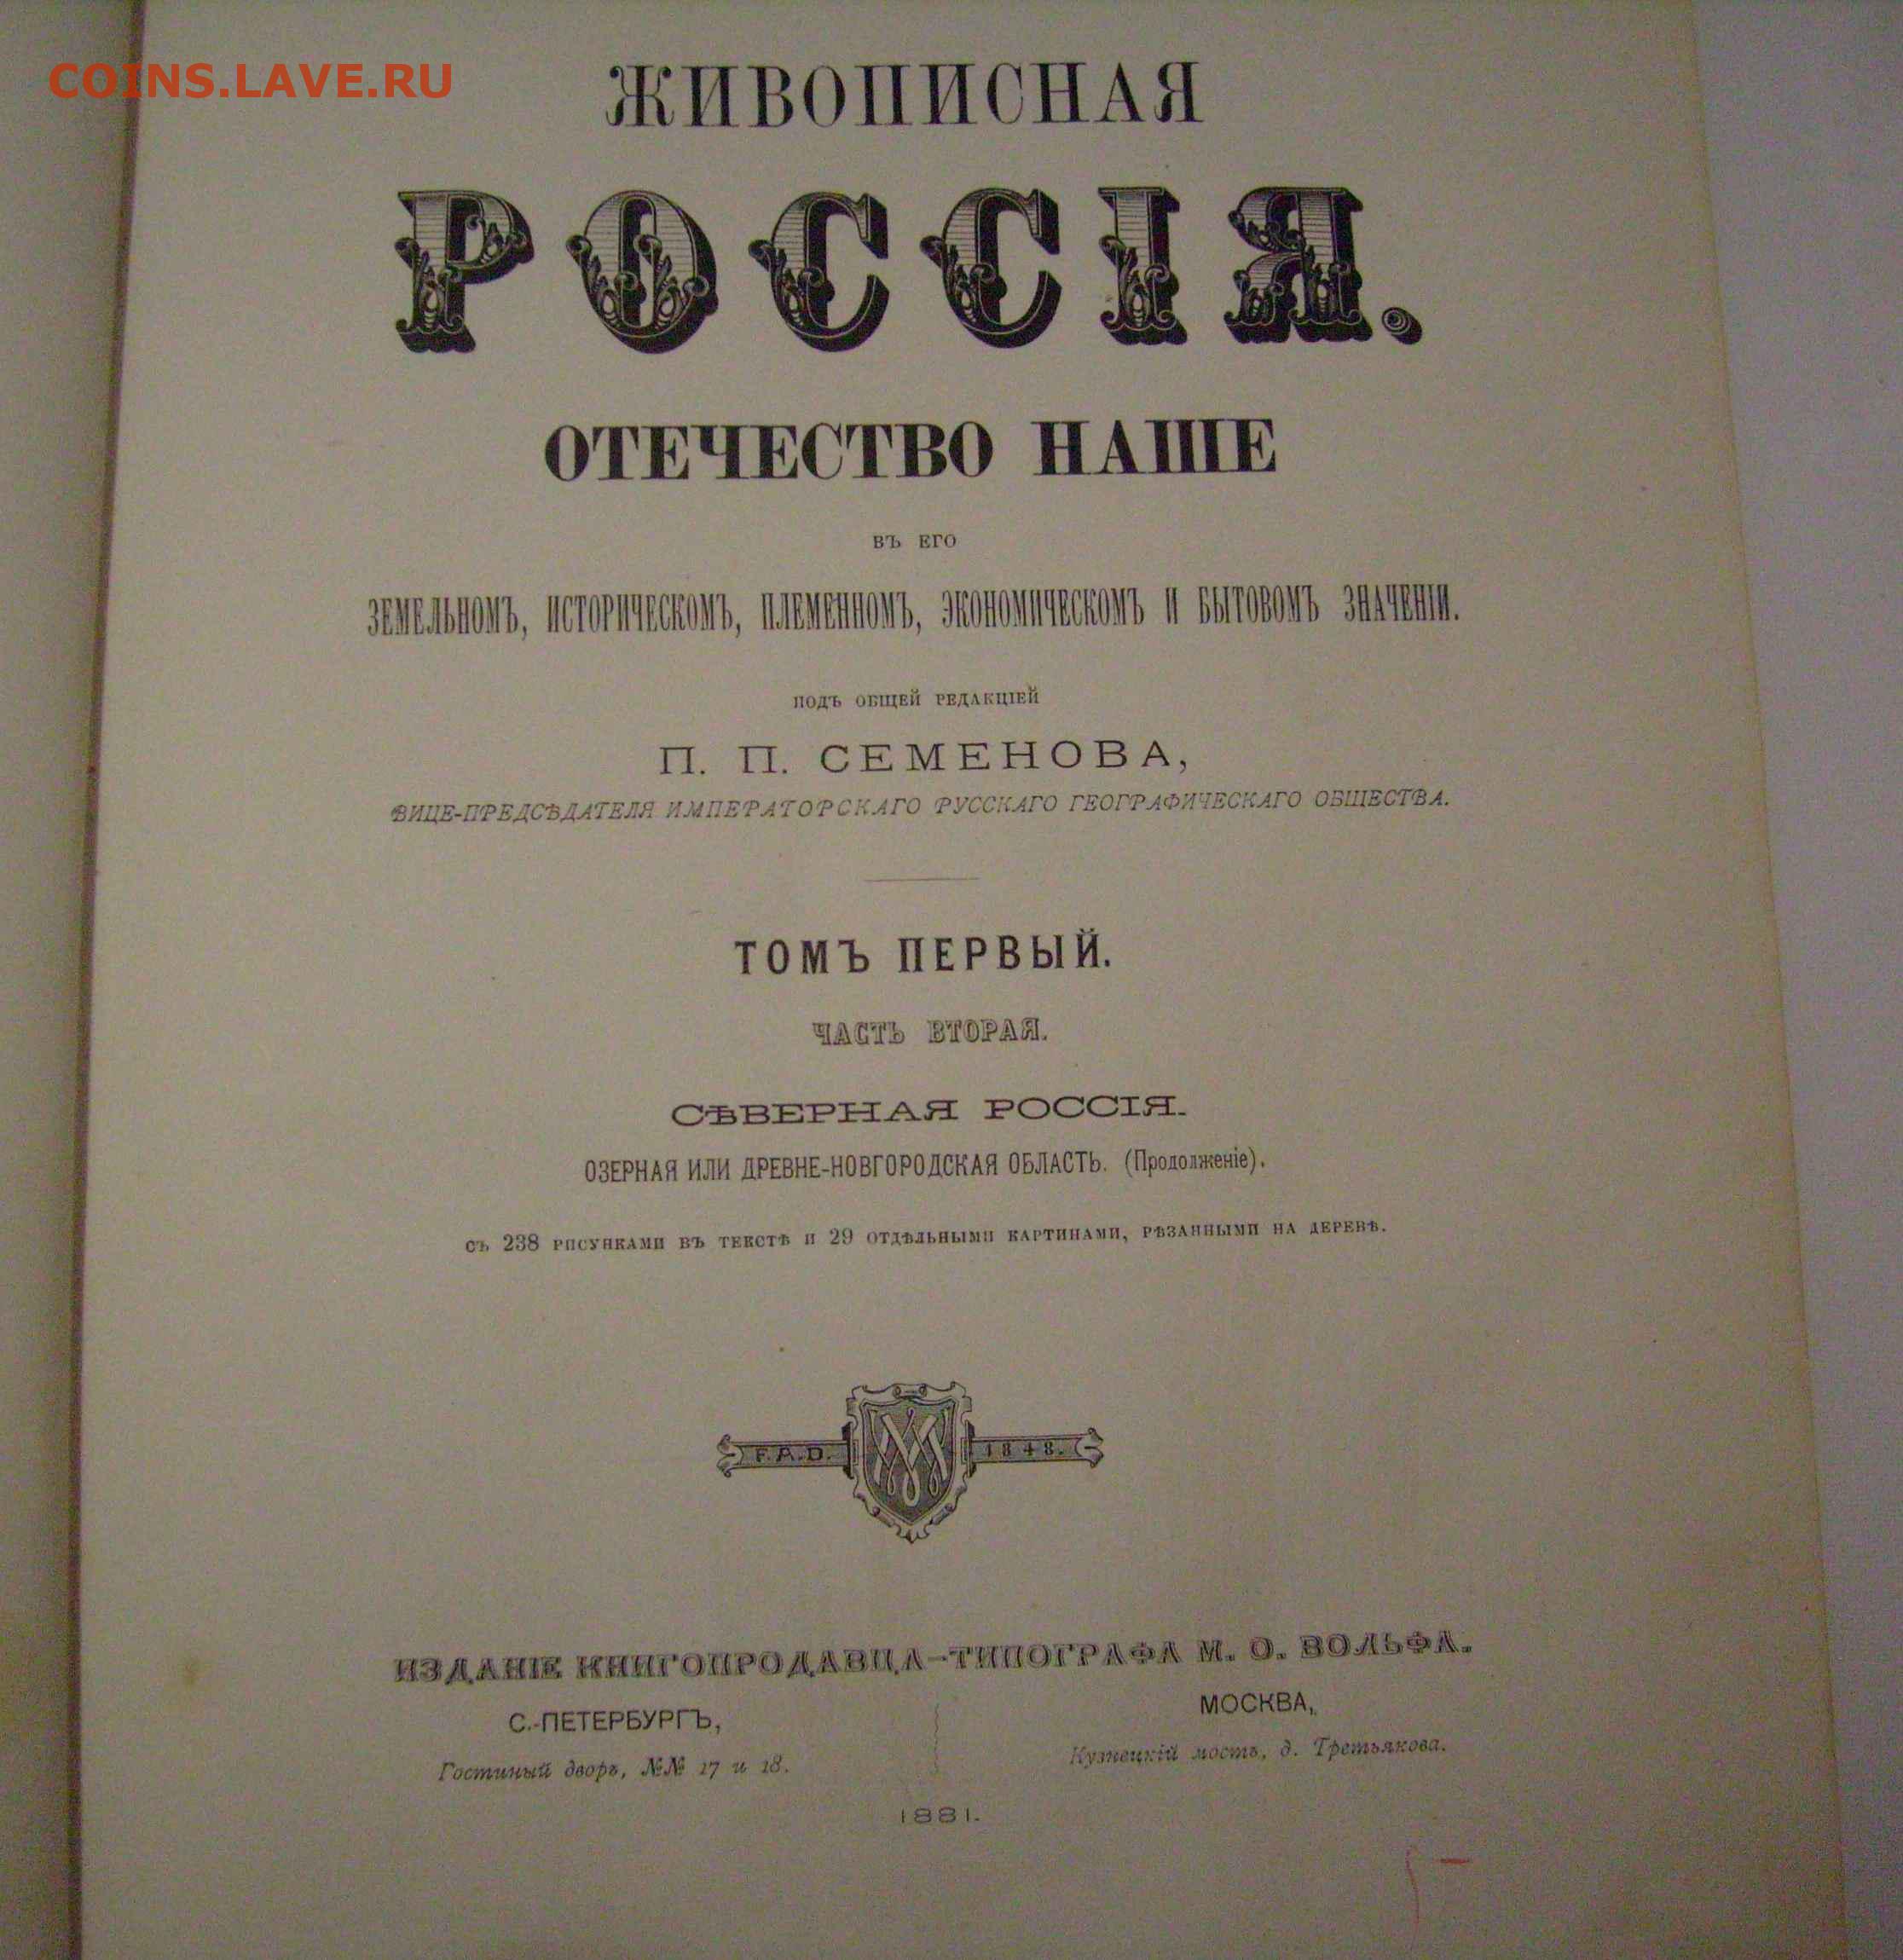 COINS.LAVE.RU
ЖИВОПИСНАЯ
РОССІЯ.
ОТЕЧЕСТВО НАШЕ
ВЪ ЕГО
ЗЕМЕЛЬНОМЪ, ИСТОРИЧЕСКОМЪ, ПЛЕМЕННОМЪ, ЭКОНОМИЧЕСКОМЪ И БЫТОВОМЪ ЗНАЧЕНІИ.
ПОДЪ ОБЩЕЙ РЕДАКЦІЕЙ
П. П. СЕМЕНОВА,
ВИЦЕ-ПРЕДСѢДАТЕЛЯ ИМПЕРАТОРСКАГО РУССКАГО ГЕОГРАФИЧЕСКАГО ОБЩЕСТВА.
ТОМЪ ПЕРВЫЙ.
ЧАСТЬ ВТОРАЯ.
СѢВЕРНАЯ РОССІЯ.
ОЗЕРНАЯ ИЛИ ДРЕВНЕ-НОВГОРОДСКАЯ ОБЛАСТЬ. (Продолженіе).
СЪ 238 РИСУНКАМИ ВЪ ТЕКСТѢ И 29 ОТДѢЛЬНЫМИ КАРТИНАМИ, РѢЗАННЫМИ НА ДЕРЕВѢ.
F.A.D. 1848.
ИЗДАНІЕ КНИГОПРОДАВЦА-ТИПОГРАФА М. О. ВОЛЬФА.
С.-ПЕТЕРБУРГЪ,
МОСКВА,
Гостиный дворъ, №№ 17 и 18.
Кузнецкій мостъ, д. Третьякова.
1881.